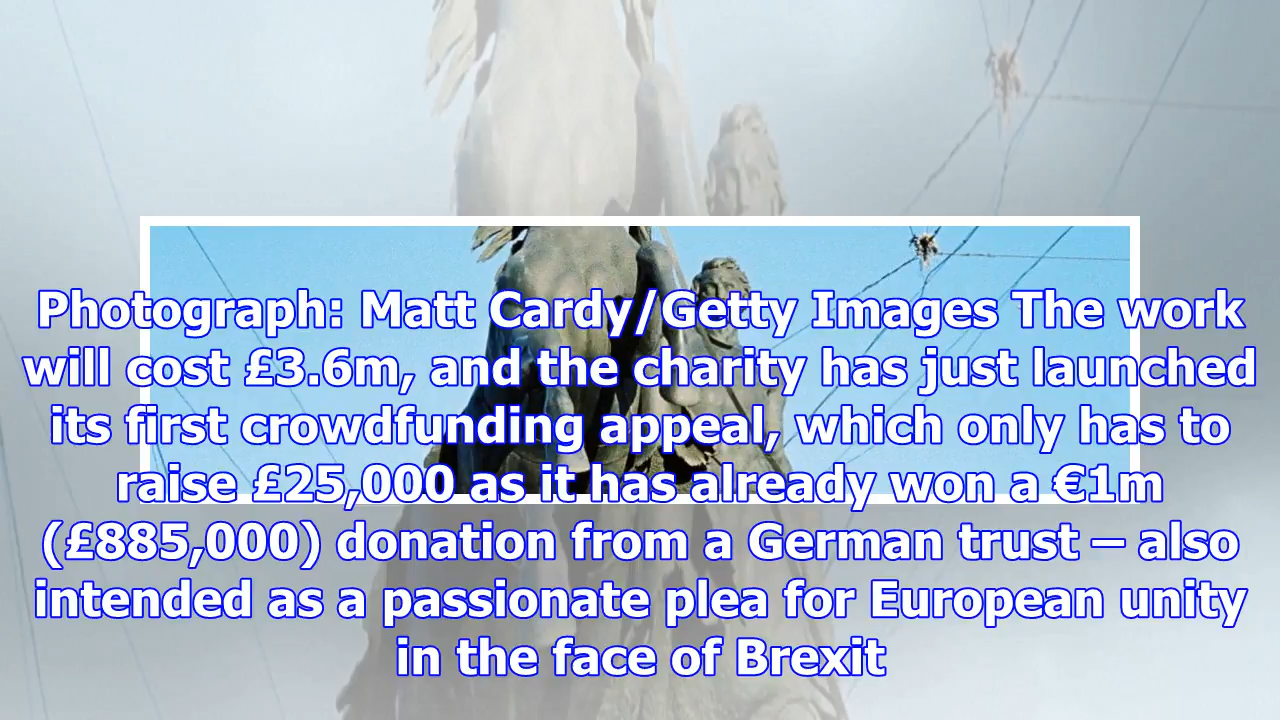 Photograph: Matt Cardy/Getty Images The work
will cost £3.6m, and the charity has just launched
its first crowdfunding appeal, which only has to
raise £25,000 as it has already won a €1m
(£885,000) donation from a German trust – also
intended as a passionate plea for European unity
in the face of Brexit